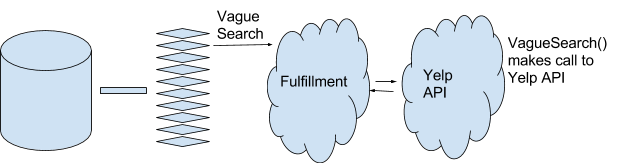 Vague
Search
Fulfillment
Yelp
API
VagueSearch()
makes call to
Yelp API